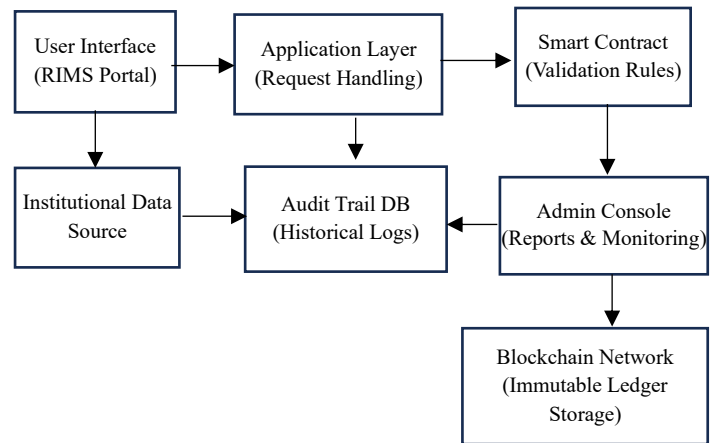 User Interface
(RIMS Portal)
Application Layer
(Request Handling)
Smart Contract
(Validation Rules)
Institutional Data
Source
Audit Trail DB
(Historical Logs)
Admin Console
(Reports & Monitoring)
Blockchain Network
(Immutable Ledger
Storage)